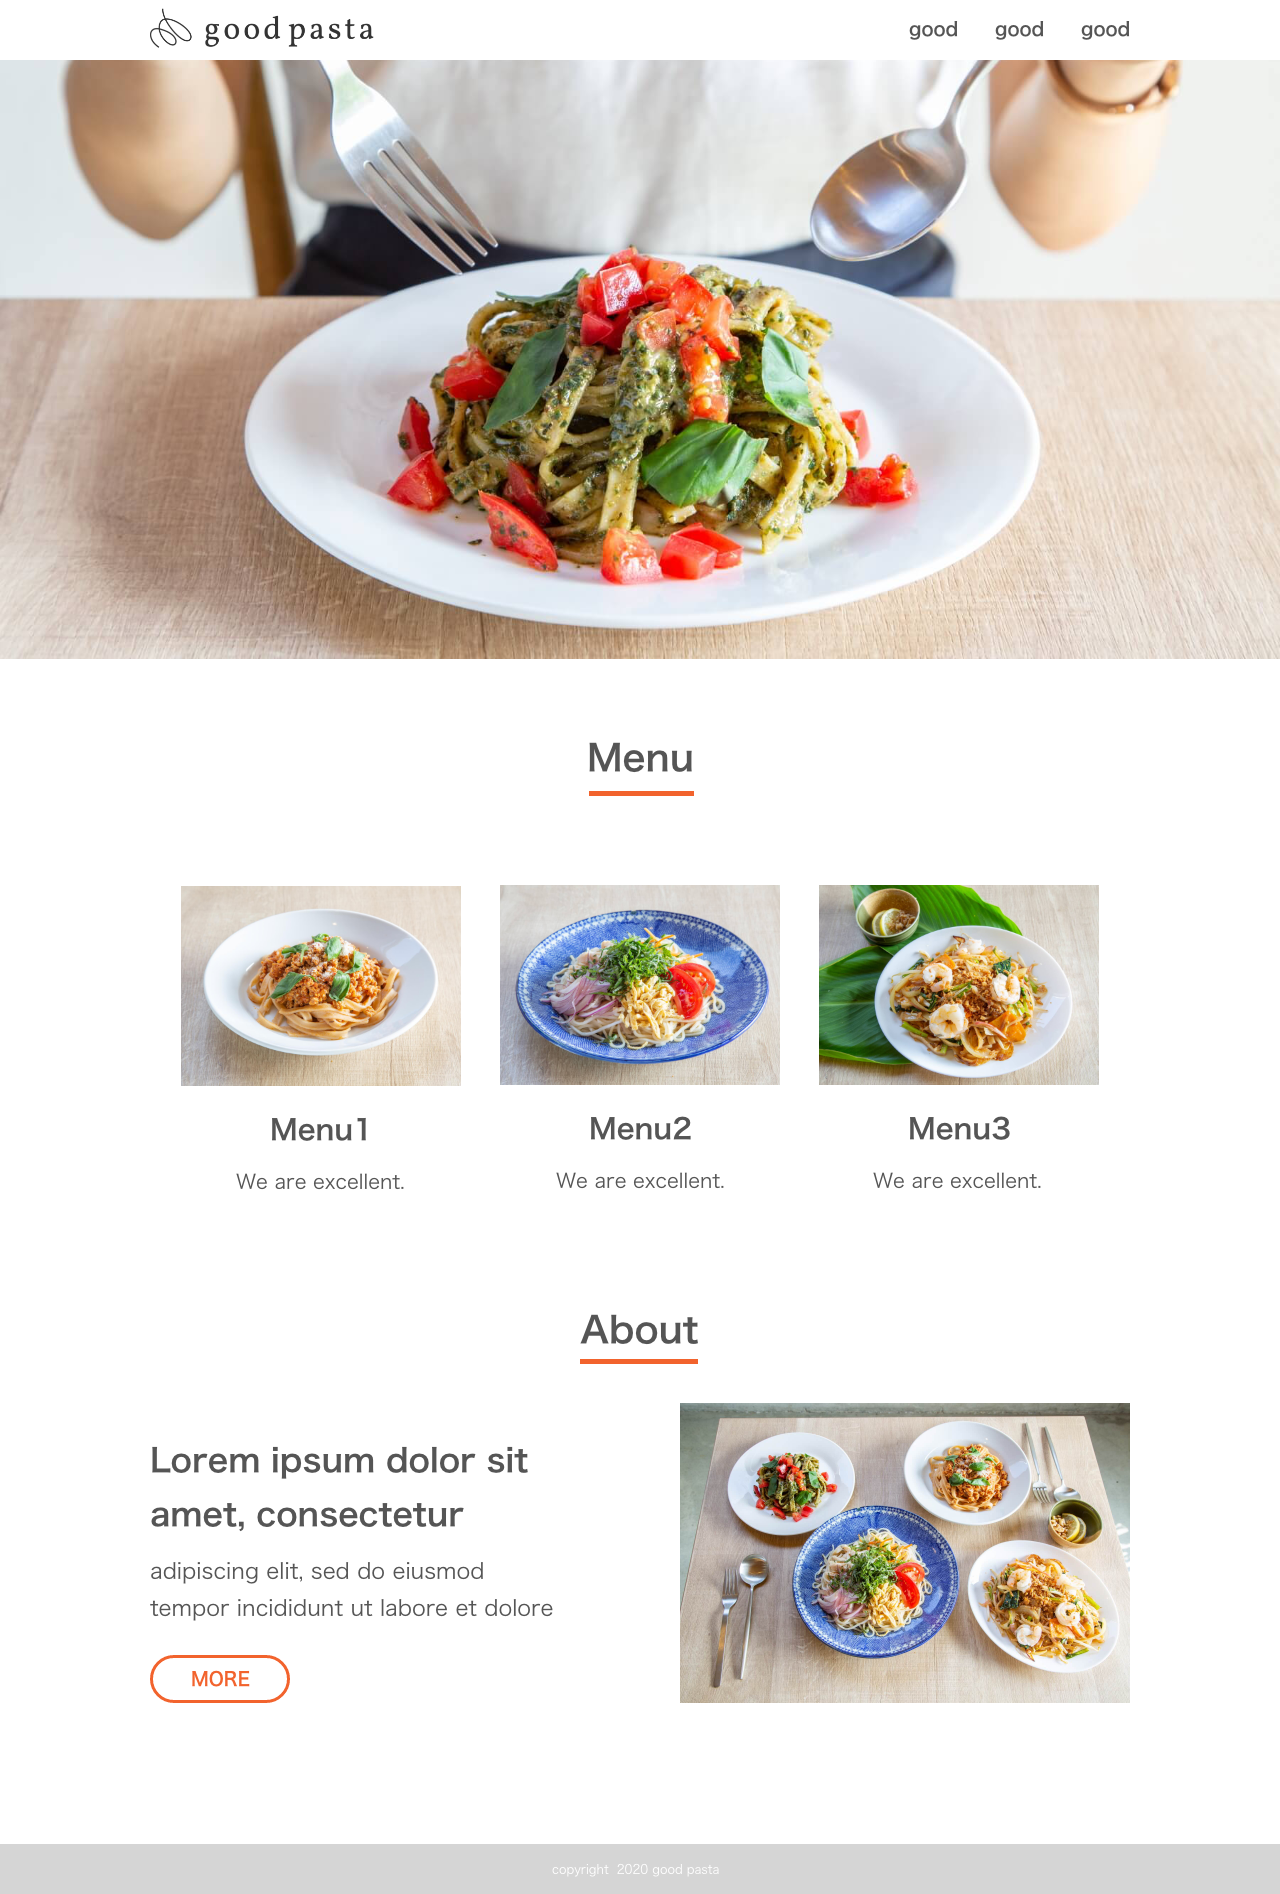 good pasta
good good good
Menu
Menu1 Menu2 Menu3
We are excellent. We are excellent. We are excellent.
About
Lorem ipsum dolor sit
amet, consectetur
adipiscing elit, sed do eiusmod
tempor incididunt ut labore et dolore
MORE
copyright 2020 good pasta